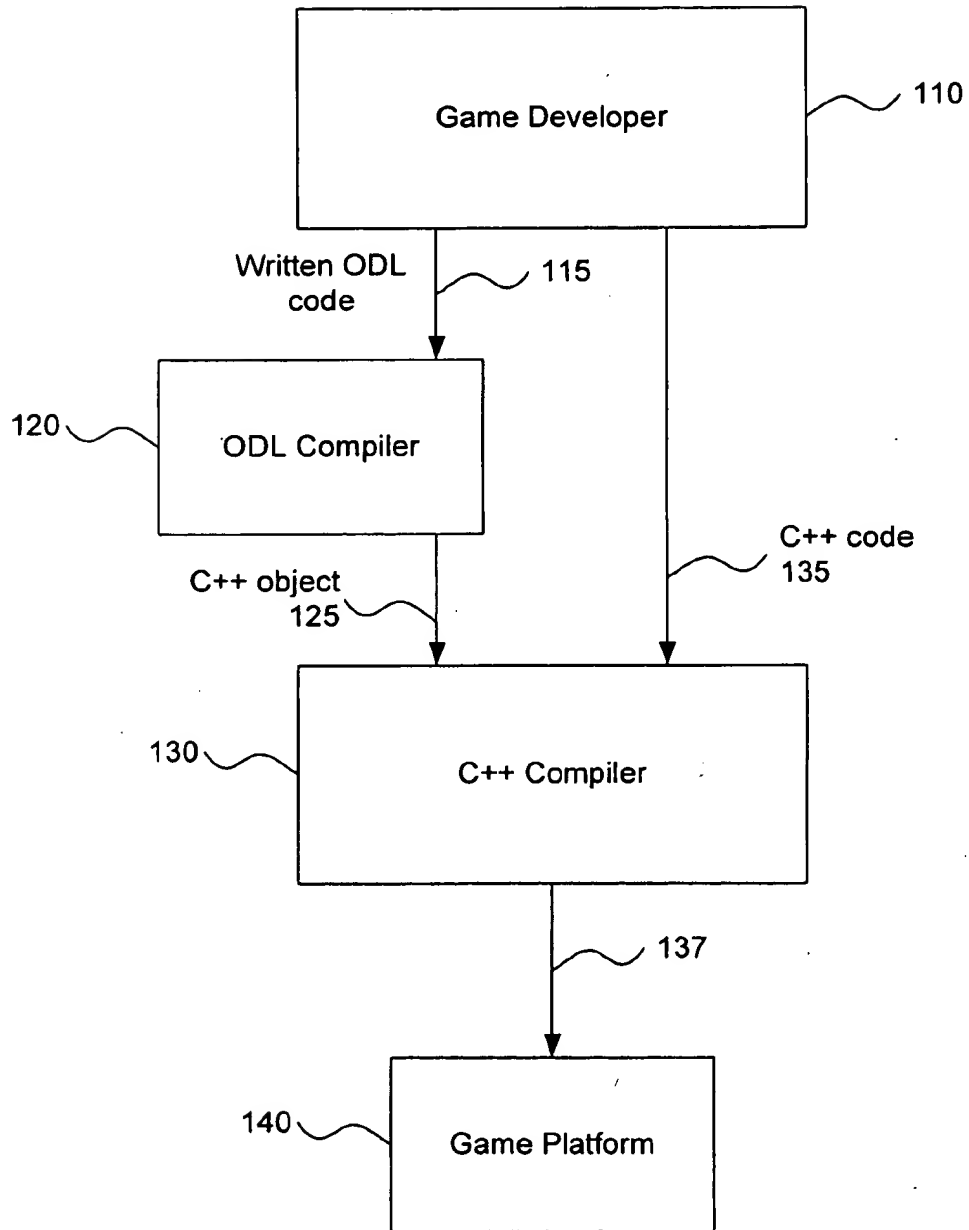 Game Developer
110
Written ODL
code
115
120
ODL Compiler
C++ object
125
C++ code
135
130
C++ Compiler
137
140
Game Platform